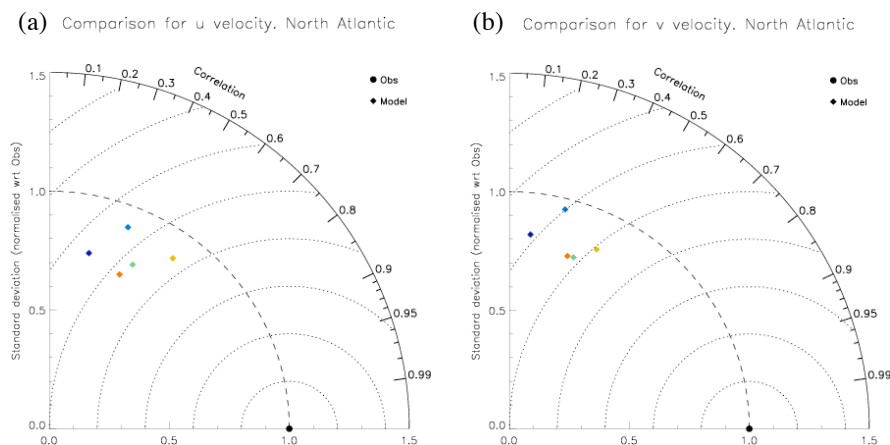 (a) Comparison for u velocity. North Atlantic
1.5
1.0
0.5
0.0
Standard deviation (normalised wrt Obs)
0.0 0.5 1.0 1.5
0.1
0.2
0.3
0.4
0.5
0.6
0.7
0.8
0.9
0.95
0.99
Correlation
Obs
Model
(b) Comparison for v velocity. North Atlantic
1.5
1.0
0.5
0.0
Standard deviation (normalised wrt Obs)
0.0 0.5 1.0 1.5
0.1
0.2
0.3
0.4
0.5
0.6
0.7
0.8
0.9
0.95
0.99
Correlation
Obs
Model